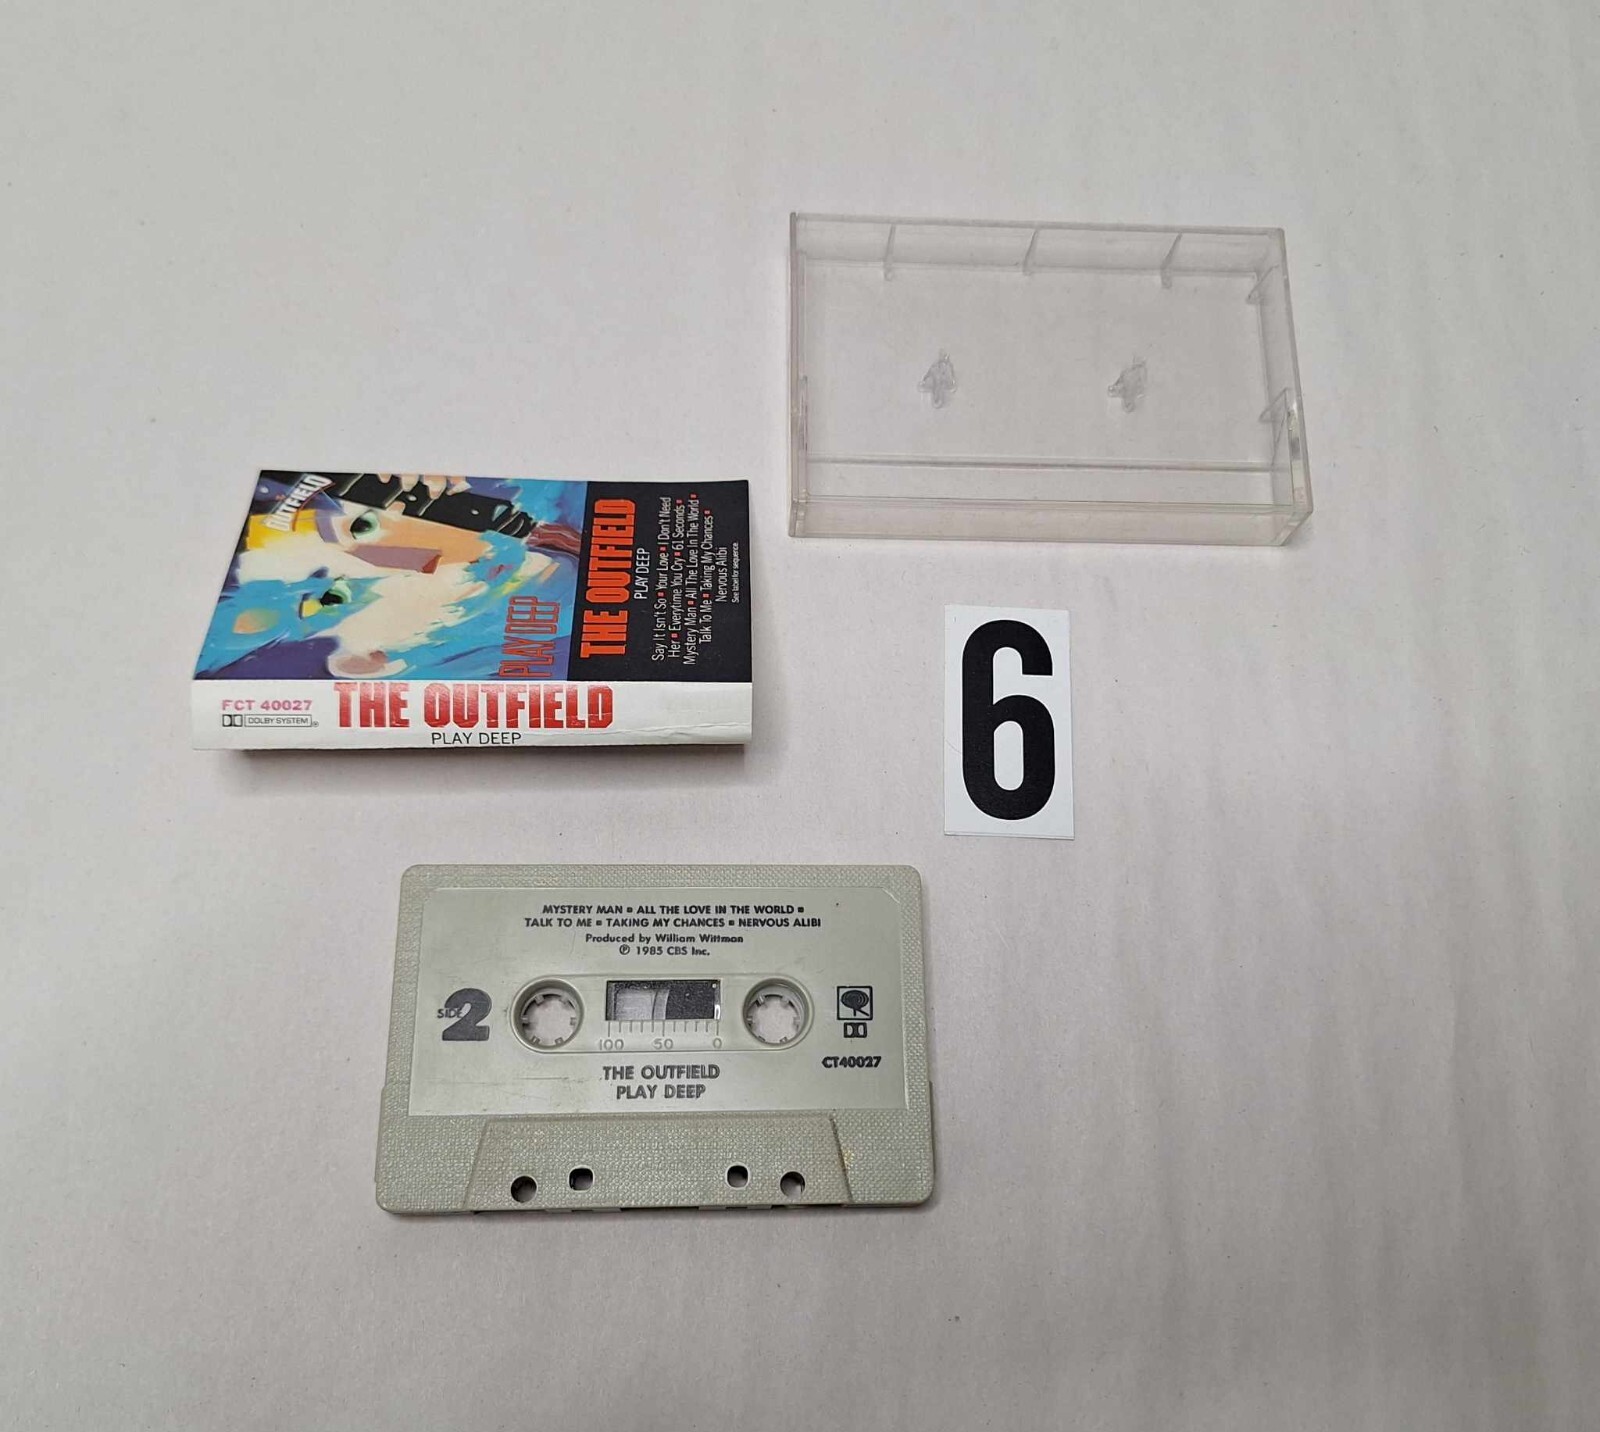 THE
OUTFIELD
PLAY DEEP
THE OUTFIELD
PLAY DEEP
Say It Isn't So ▪ Your Love ▪ I Don't Need
Her ▪ Everytime You Cry ▪ 61 Seconds ▪
Mystery Man ▪ All The Love In The World ▪
Talk To Me ▪ Taking My Chances ▪
Nervous Alibi
See label for sequence
FCT 40027
DOLBY SYSTEM®
THE OUTFIELD
PLAY DEEP
6
MYSTERY MAN ▪ ALL THE LOVE IN THE WORLD ▪
TALK TO ME ▪ TAKING MY CHANCES ▪ NERVOUS ALIBI
Produced by William Wittman
℗ 1985 CBS Inc.
SIDE 2
100 50 0
CT40027
THE OUTFIELD
PLAY DEEP